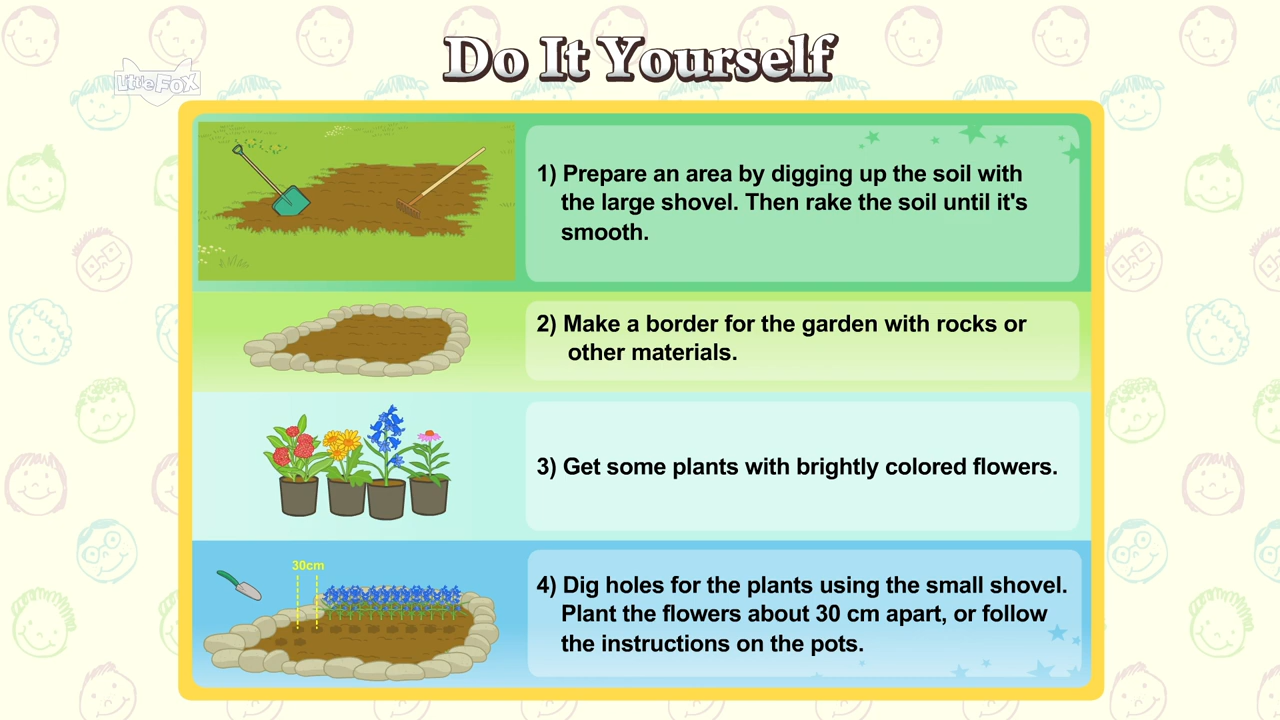 Do It Yourself
LittleFox
1) Prepare an area by digging up the soil with
the large shovel. Then rake the soil until it's
smooth.
2) Make a border for the garden with rocks or
other materials.
3) Get some plants with brightly colored flowers.
30cm
4) Dig holes for the plants using the small shovel.
Plant the flowers about 30 cm apart, or follow
the instructions on the pots.